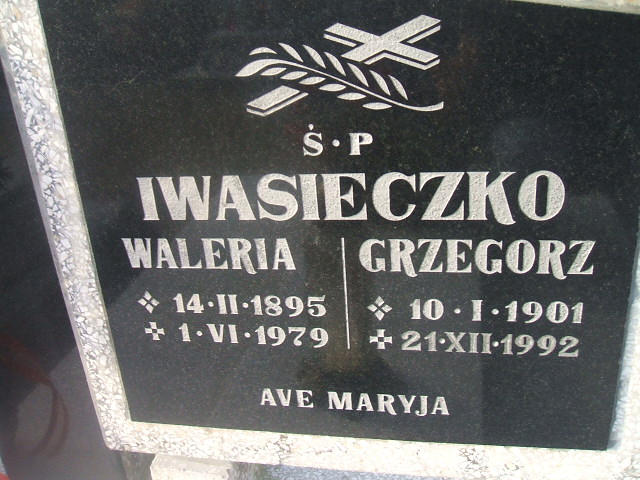 Ś·P
IWASIECZKO
WALERIA
14·II·1895
1·VI·1979
GRZEGORZ
10·I·1901
21·XII·1992
AVE MARYJA